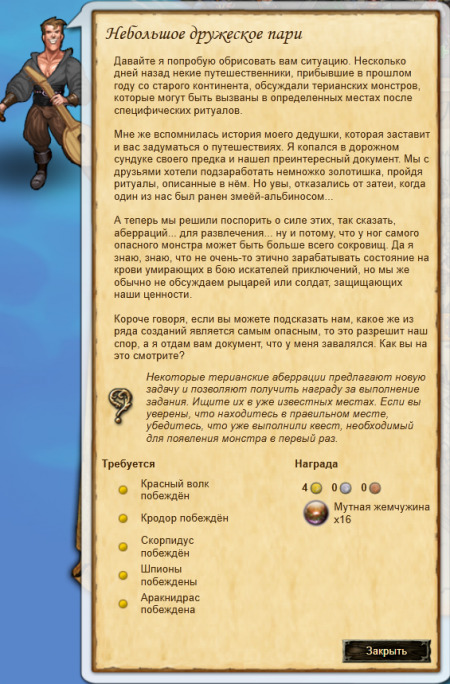 Небольшое дружеское пари
Давайте я попробую обрисовать вам ситуацию. Несколько
дней назад некие путешественники, прибывшие в прошлом
году со старого континента, обсуждали терианских монстров,
которые могут быть вызваны в определенных местах после
специфических ритуалов.
Мне же вспомнилась история моего дедушки, которая заставит
и вас задуматься о путешествиях. Я копался в дорожном
сундуке своего предка и нашел преинтересный документ. Мы с
друзьями хотели подзаработать немножко золотишка, пройдя
ритуалы, описанные в нём. Но увы, отказались от затеи, когда
один из нас был ранен змеёй-альбиносом...
А теперь мы решили поспорить о силе этих, так сказать,
аберраций... для развлечения... ну и потому, что у ног самого
опасного монстра может быть больше всего сокровищ. Да я
знаю, знаю, что не очень-то этично зарабатывать состояние на
крови умирающих в бою искателей приключений, но мы же
обычно не обсуждаем рыцарей или солдат, защищающих
наши ценности.
Короче говоря, если вы можете подсказать нам, какое же из
ряда созданий является самым опасным, то это разрешит наш
спор, а я отдам вам документ, что у меня завалялся. Как вы на
это смотрите?
Некоторые терианские аберрации предлагают новую
задачу и позволяют получить награду за выполнение
задания. Ищите их в уже известных местах. Если вы
уверены, что находитесь в правильном месте,
убедитесь, что уже выполнили квест, необходимый
для появления монстра в первый раз.
Требуется
Красный волк
побеждён
Кродор побеждён
Скорпидус
побеждён
Шпионы
побеждены
Аракнидрас
побеждена
Награда
4 0 0
Мутная жемчужина
x16
Закрыть